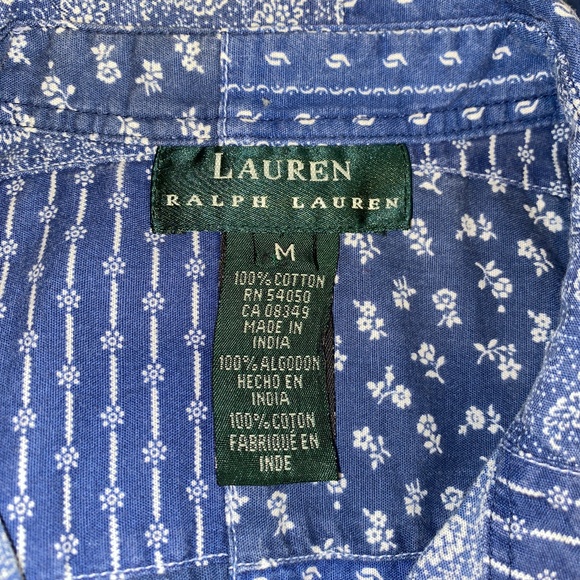 LAUREN
RALPH LAUREN
M
100% COTTON
RN 54050
CA 08349
MADE IN
INDIA
100% ALGODON
HECHO EN
INDIA
100% COTON
FABRIQUE EN
INDE